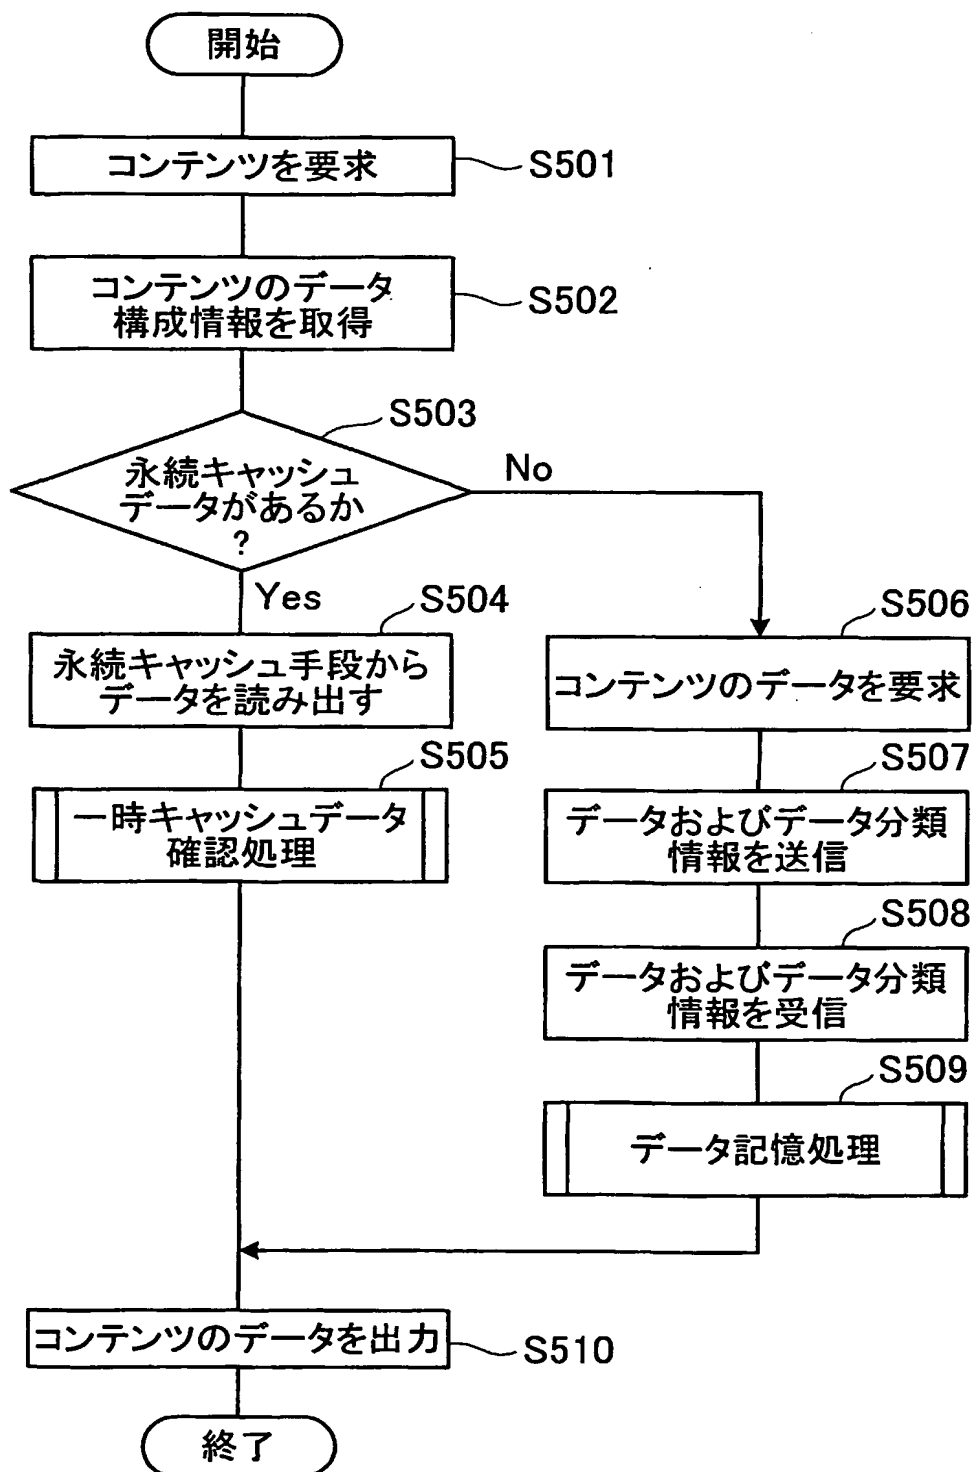 開始
コンテンツを要求
S501
コンテンツのデータ
構成情報を取得
S502
S503
永続キャッシュ
データがあるか
?
No
Yes
S504
永続キャッシュ手段から
データを読み出す
S505
一時キャッシュデータ
確認処理
S506
コンテンツのデータを要求
S507
データおよびデータ分類
情報を送信
S508
データおよびデータ分類
情報を受信
S509
データ記憶処理
コンテンツのデータを出力
S510
終了